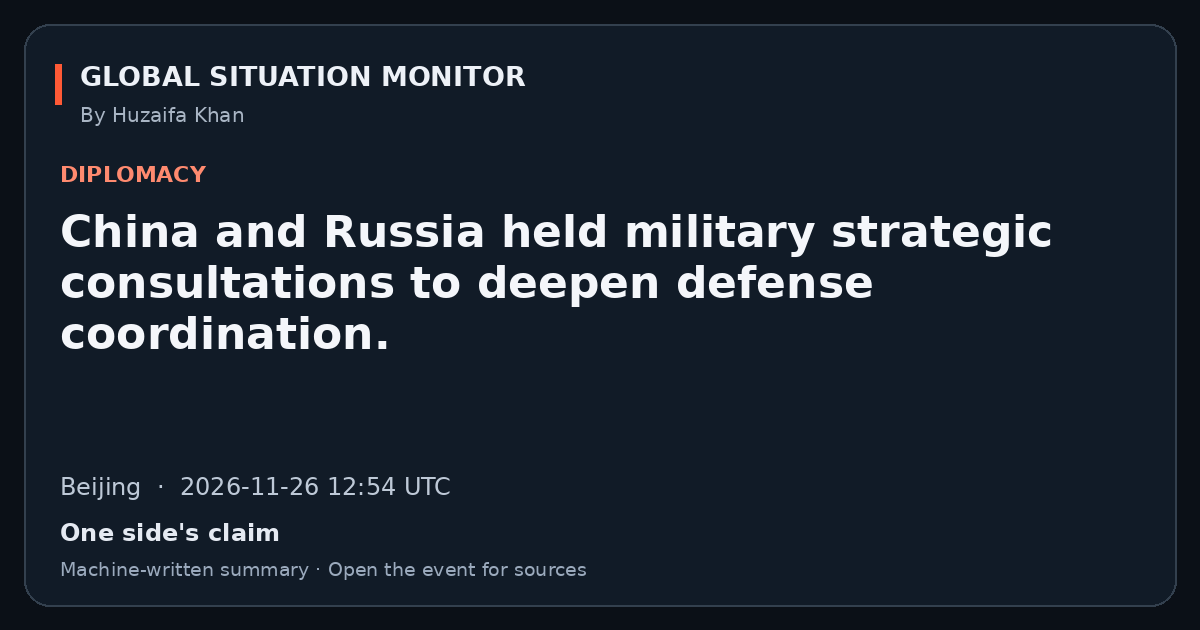 GLOBAL SITUATION MONITOR
By Huzaifa Khan
DIPLOMACY
China and Russia held military strategic
consultations to deepen defense
coordination.
Beijing · 2026-11-26 12:54 UTC
One side's claim
Machine-written summary · Open the event for sources